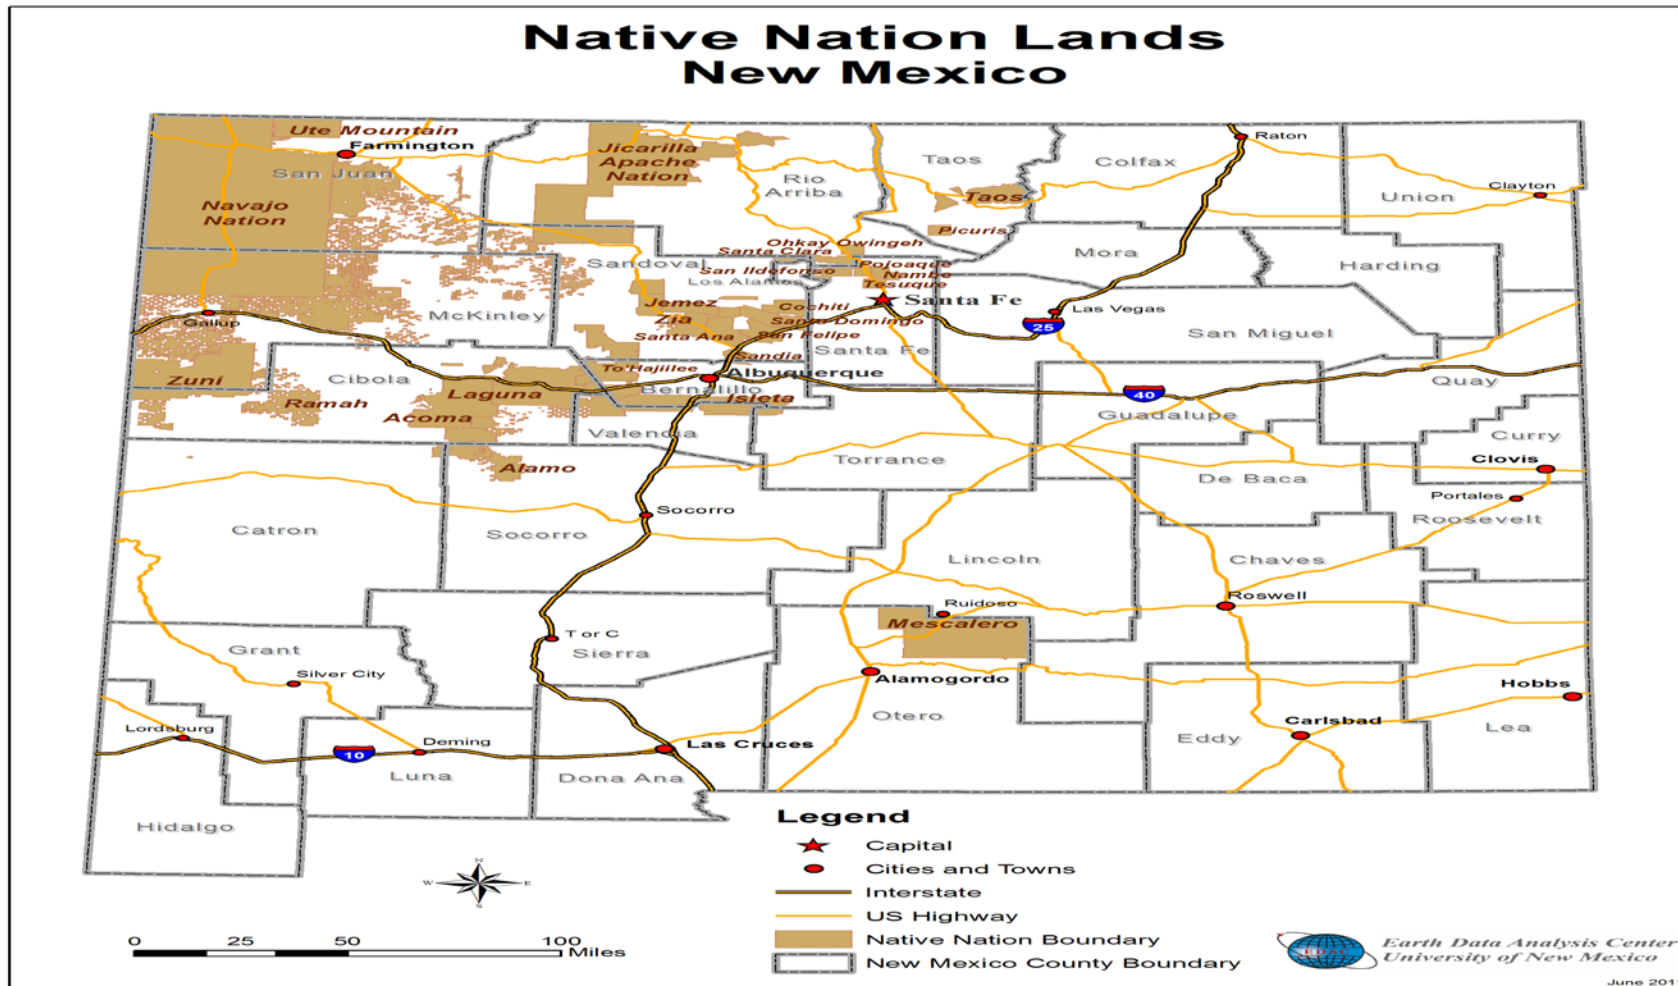 Native Nation Lands
New Mexico
Ute Mountain
Farmington
San Juan
Navajo
Nation
Jicarilla
Apache
Nation
Rio
Arriba
Taos
Taos
Picuris
Colfax
Raton
Union
Clayton
Ohkay Owingeh
Santa Clara
Pojoaque
San Ildefonso
Nambe
Tesuque
Sandoval
Los Alamos
Mora
Harding
Jemez
Cochiti
Santa Fe
Zia
Santo Domingo
Santa Ana
San Felipe
Santa Fe
Sandia
Las Vegas
25
San Miguel
Gallup
McKinley
Zuni
Cibola
To'Hajiilee
Albuquerque
Bernalillo
Laguna
Isleta
Ramah
Acoma
Valencia
40
Guadalupe
Quay
Curry
Clovis
Torrance
De Baca
Portales
Roosevelt
Alamo
Catron
Socorro
Socorro
Lincoln
Chaves
Ruidoso
Roswell
Mescalero
T or C
Sierra
Grant
Silver City
Alamogordo
Otero
Hobbs
Carlsbad
Lea
Eddy
Lordsburg
10
Deming
Luna
Las Cruces
Dona Ana
Hidalgo
N
W
E
S
0 25 50 100
Miles
Legend
Capital
Cities and Towns
Interstate
US Highway
Native Nation Boundary
New Mexico County Boundary
EDAC
Earth Data Analysis Center
University of New Mexico